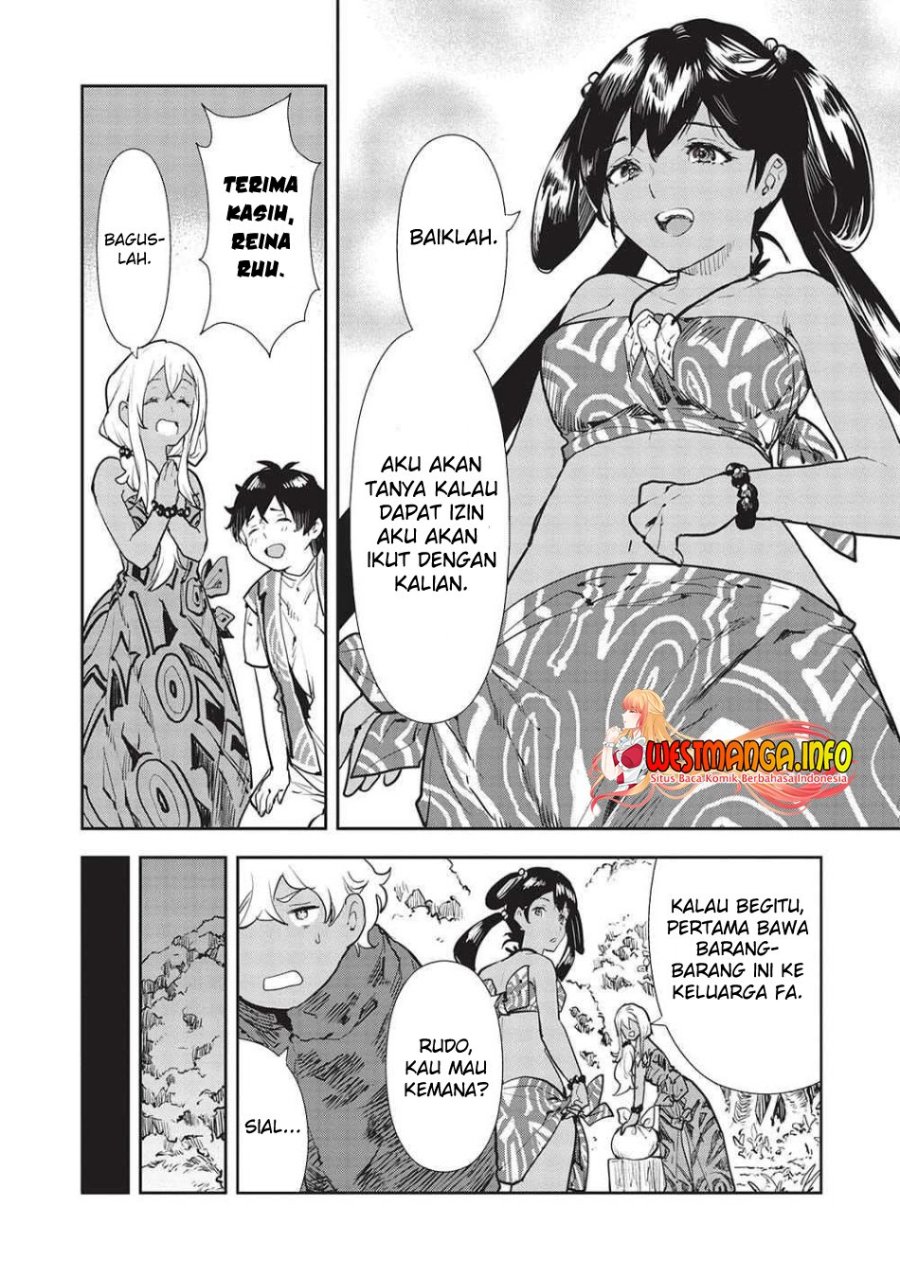 BAIKLAH.
AKU AKAN
TANYA KALAU
DAPAT IZIN
AKU AKAN
IKUT DENGAN
KALIAN.
TERIMA
KASIH,
REINA
RUU.
BAGUS-
LAH.
WESTMANGA.INFO
Situs Baca Komik Berbahasa Indonesia
KALAU BEGITU,
PERTAMA BAWA
BARANG-
BARANG INI KE
KELUARGA FA.
RUDO,
KAU MAU
KEMANA?
SIAL...